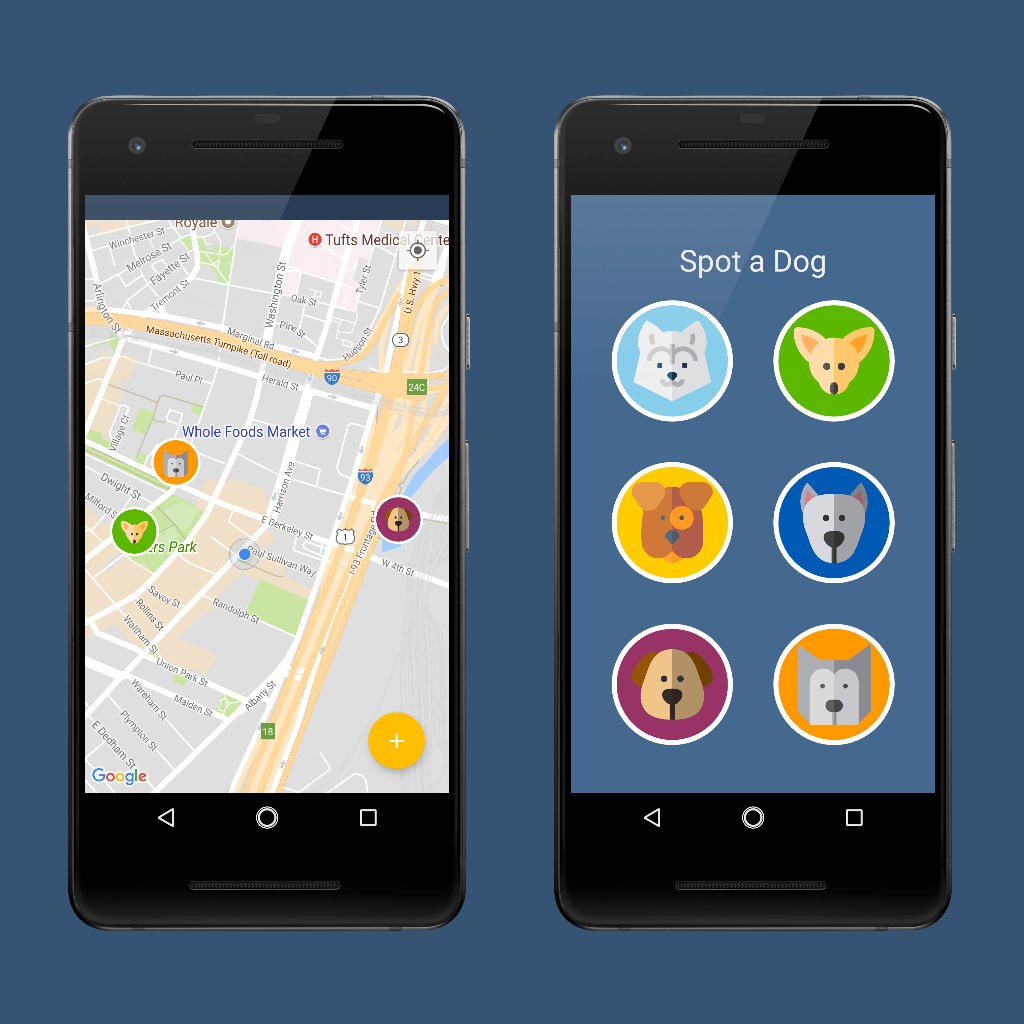 Royale
Tufts Medical Cente
Winchester St
Melrose St
Fayette St
Tremont St
Arlington St
Washington St
Tyler St
U.S. Hwy 1
Oak St
Pine St
Hudson St
Marginal Rd
Massachusetts Turnpike (Toll road)
3
90
24C
Paul Pl
Herald St
Village Ct
Whole Foods Market
93
Harrison Ave
Dwight St
Milford
E Berkeley St
1
I-93 Frontage
ers Park
Paul Sullivan Way
W 4th St
Savoy St
Rollins St
Randolph St
Waltham St
Union Park St
Wareham St
Malden St
Albany St
Plympton St
E Dedham St
18
+
Google
Spot a Dog